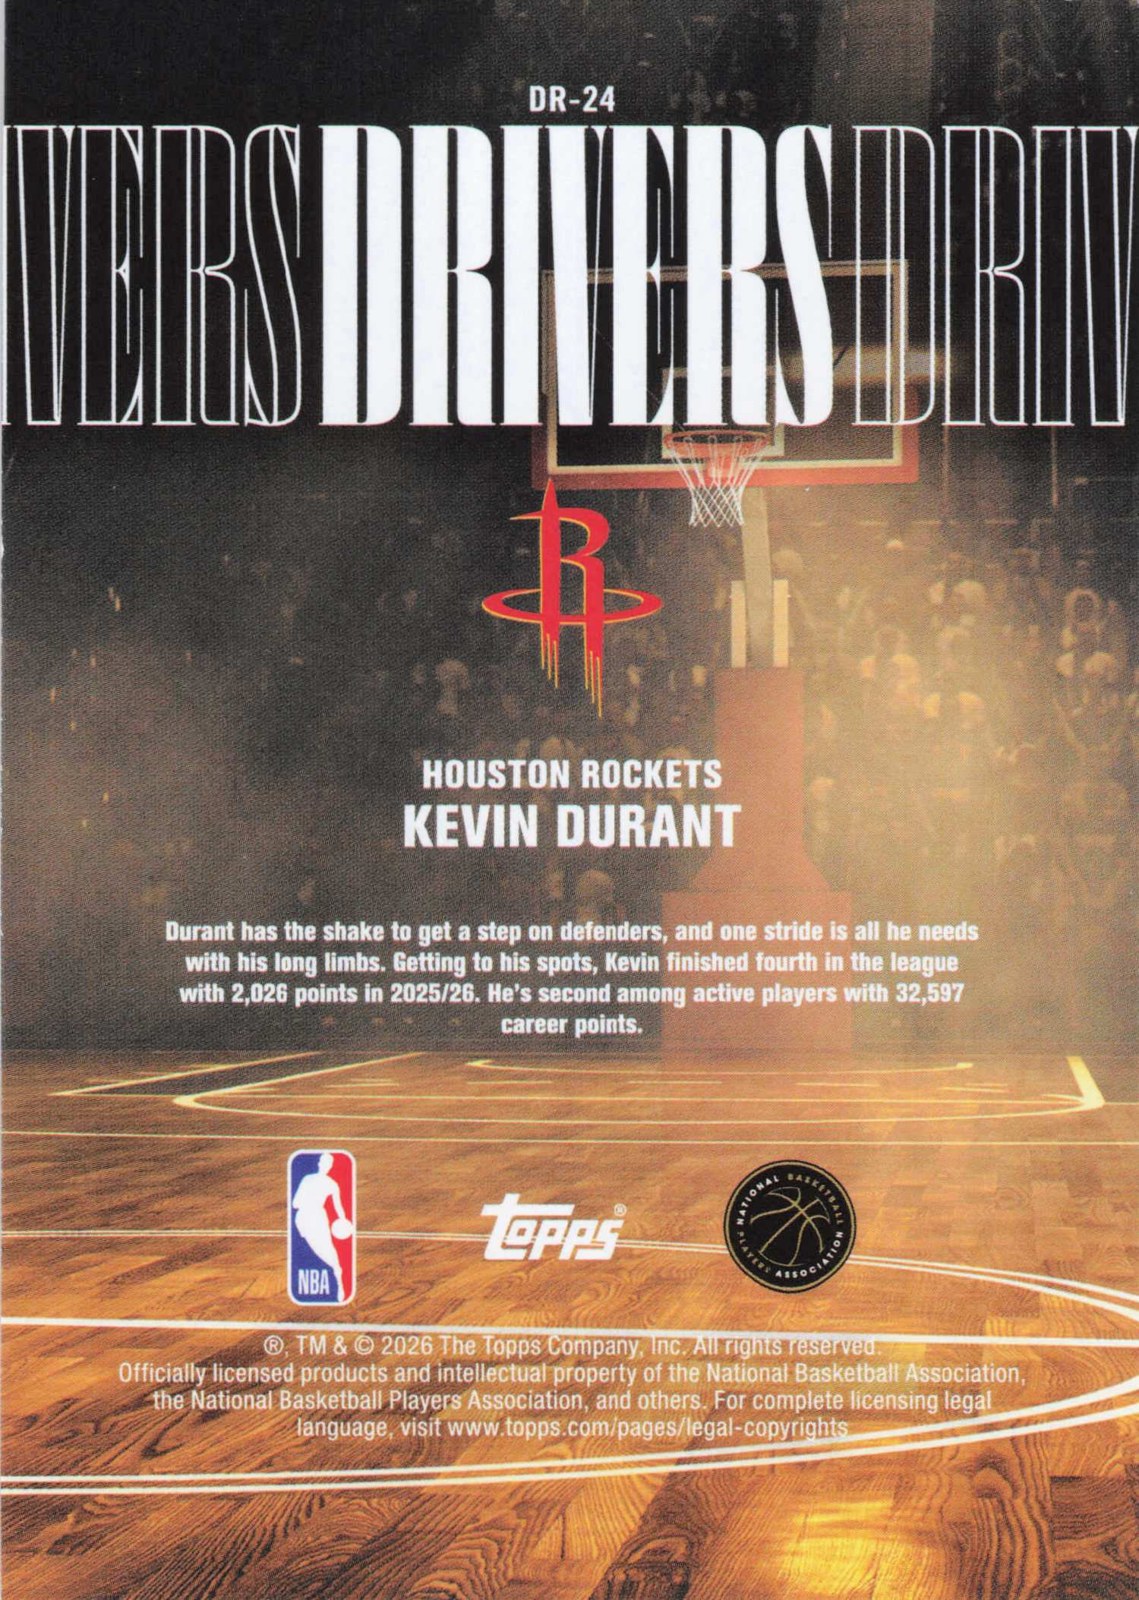 DR-24
VERS DRIVERS DRIV
HOUSTON ROCKETS
KEVIN DURANT
Durant has the shake to get a step on defenders, and one stride is all he needs
with his long limbs. Getting to his spots, Kevin finished fourth in the league
with 2,026 points in 2025/26. He's second among active players with 32,597
career points.
NBA
topps®
NATIONAL BASKETBALL PLAYERS ASSOCIATION
®, TM & © 2026 The Topps Company, Inc. All rights reserved.
Officially licensed products and intellectual property of the National Basketball Association,
the National Basketball Players Association, and others. For complete licensing legal
language, visit www.topps.com/pages/legal-copyrights